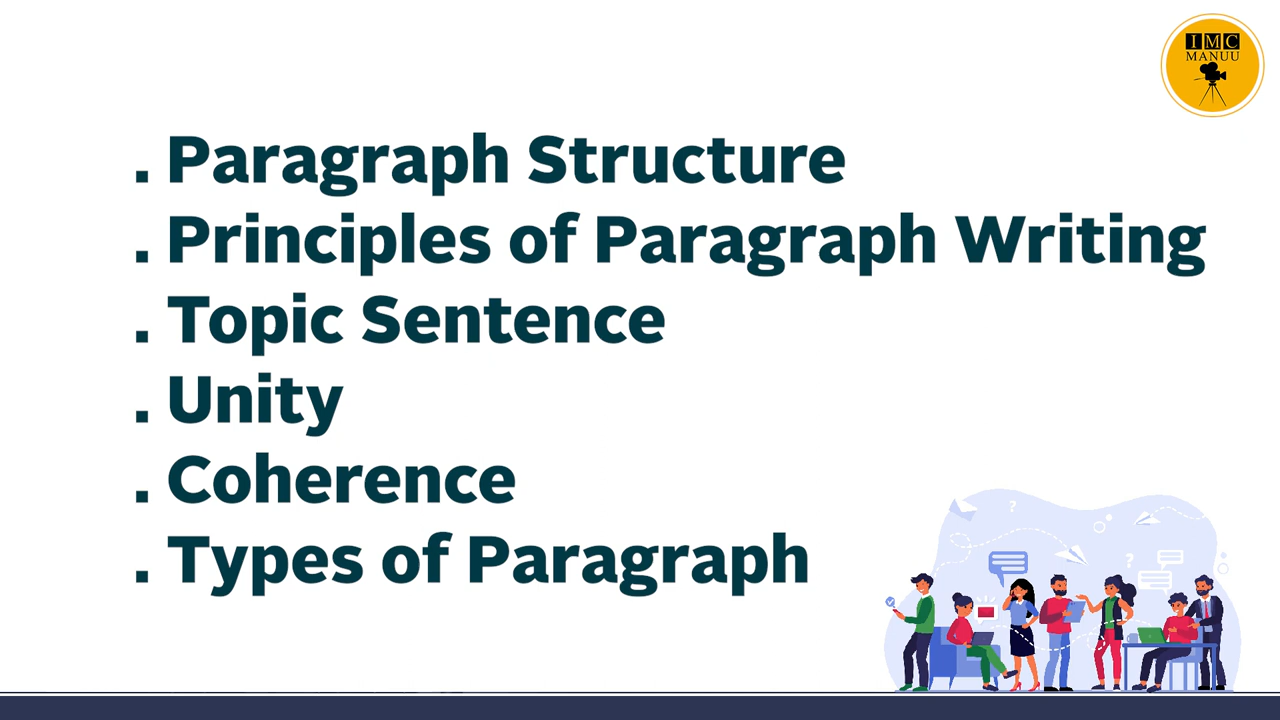 IMC
MANUU
. Paragraph Structure
. Principles of Paragraph Writing
. Topic Sentence
. Unity
. Coherence
. Types of Paragraph
? 
?